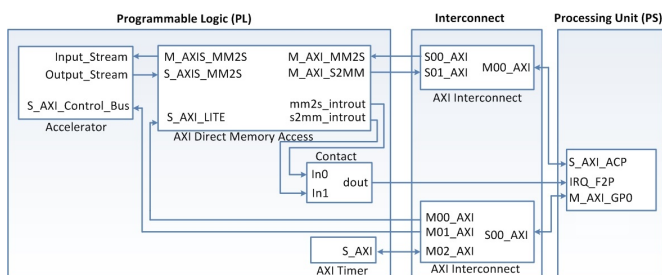 Programmable Logic (PL)
Interconnect
Processing Unit (PS)
Input_Stream
Output_Stream
S_AXI_Control_Bus
Accelerator
M_AXIS_MM2S
S_AXIS_MM2S
S_AXI_LITE
M_AXI_MM2S
M_AXI_S2MM
mm2s_introut
s2mm_introut
AXI Direct Memory Access
S00_AXI
S01_AXI
M00_AXI
AXI Interconnect
Contact
In0
In1
dout
S_AXI_ACP
IRQ_F2P
M_AXI_GP0
M00_AXI
M01_AXI
M02_AXI
S00_AXI
AXI Interconnect
S_AXI
AXI Timer